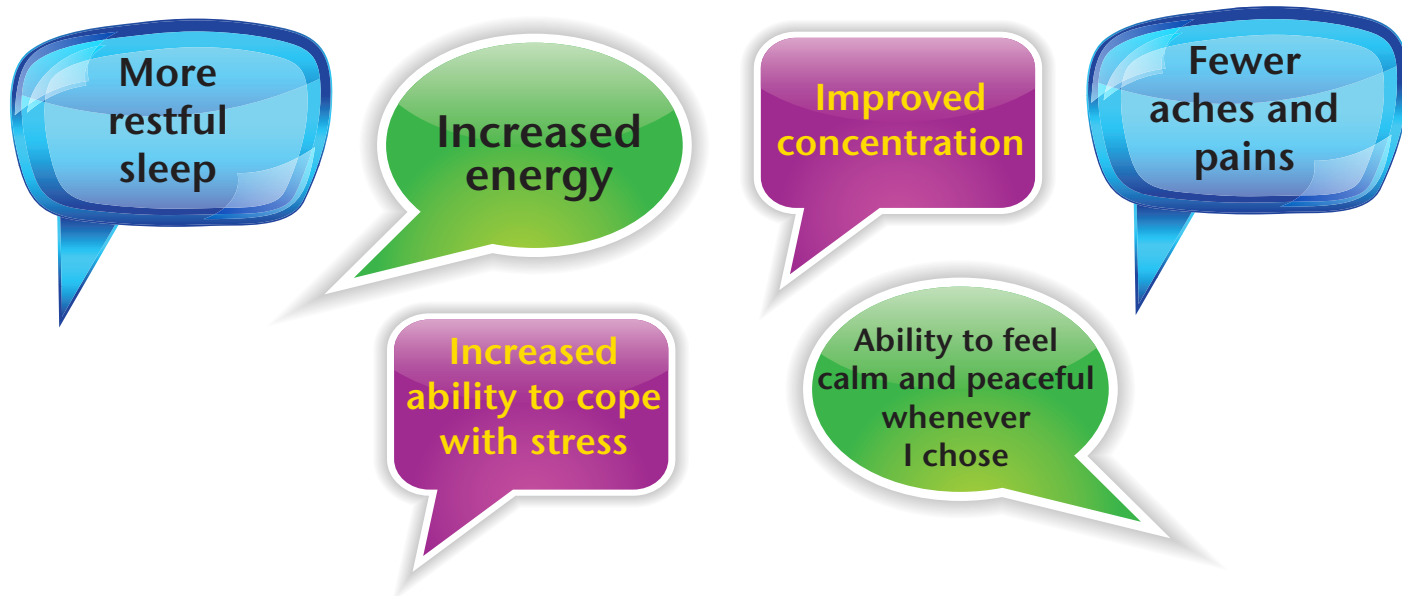 More
restful
sleep
Increased
energy
Improved
concentration
Fewer
aches and
pains
Increased
ability to cope
with stress
Ability to feel
calm and peaceful
whenever
I chose